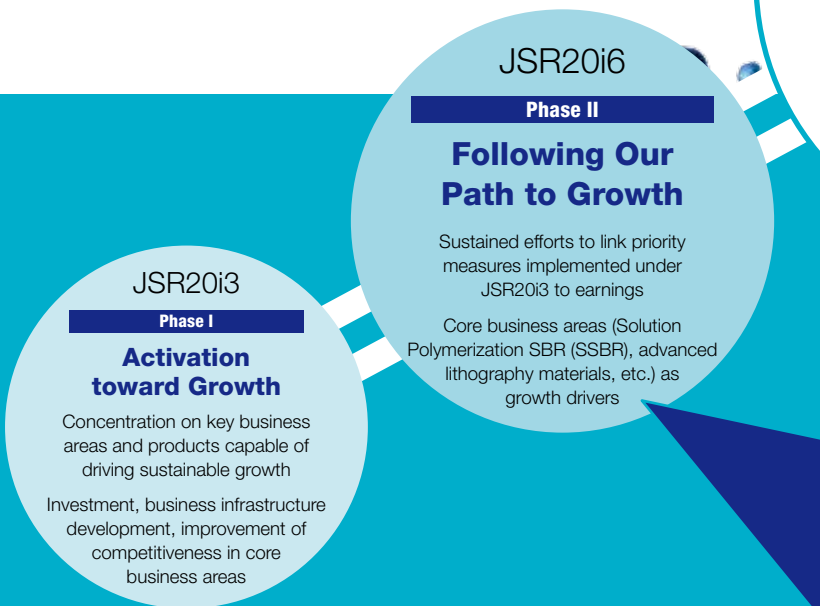 JSR20i6
Phase II
Following Our
Path to Growth
Sustained efforts to link priority
measures implemented under
JSR20i3 to earnings
Core business areas (Solution
Polymerization SBR (SSBR), advanced
lithography materials, etc.) as
growth drivers
JSR20i3
Phase I
Activation
toward Growth
Concentration on key business
areas and products capable of
driving sustainable growth
Investment, business infrastructure
development, improvement of
competitiveness in core
business areas